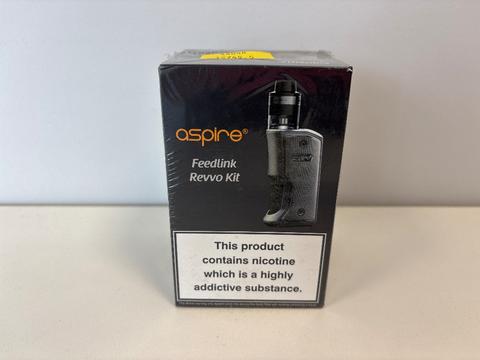 aspire®
Feedlink
Revvo Kit
This product
contains nicotine
which is a highly
addictive substance.